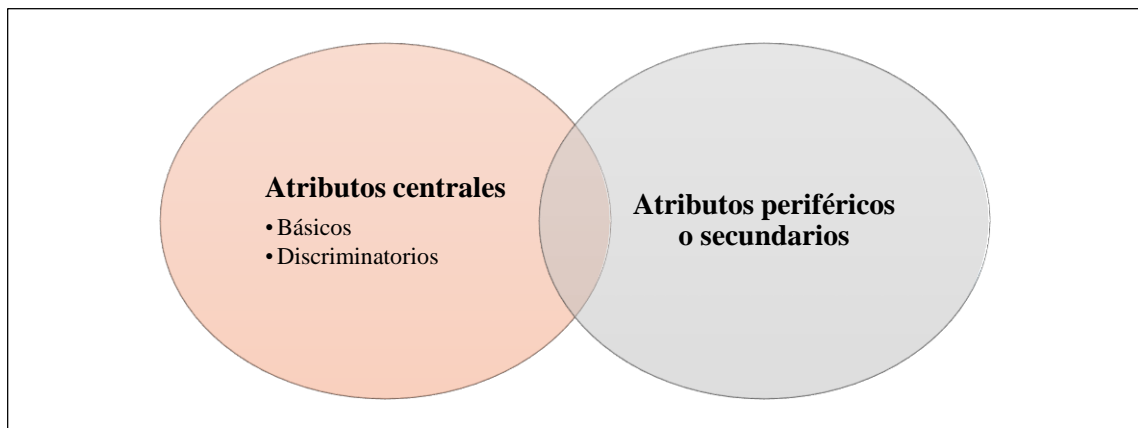 Atributos centrales
• Básicos
• Discriminatorios
Atributos periféricos
o secundarios